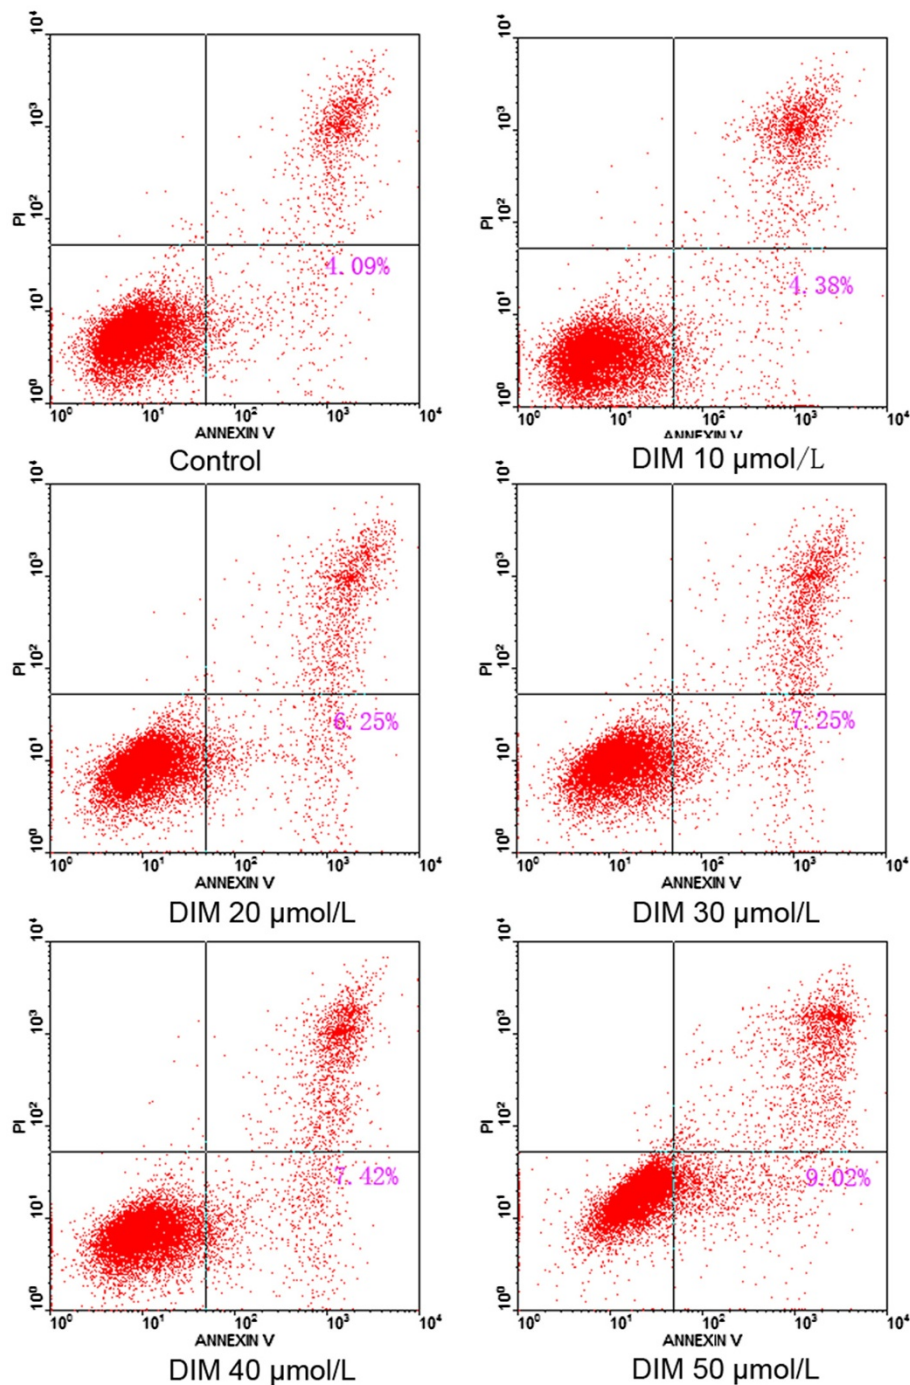 10⁴ 10⁴
10³ 10³
PI PI
10² 10²
4.09% 4.38%
10¹ 10¹
10⁰ 10⁰
10⁰ 10¹ 10² 10³ 10⁴ 10⁰ 10¹ 10² 10³ 10⁴
ANNEXIN V ANNEXIN V
Control DIM 10 µmol/L
10⁴ 10⁴
10³ 10³
PI PI
10² 10²
6.25% 7.25%
10¹ 10¹
10⁰ 10⁰
10⁰ 10¹ 10² 10³ 10⁴ 10⁰ 10¹ 10² 10³ 10⁴
ANNEXIN V ANNEXIN V
DIM 20 µmol/L DIM 30 µmol/L
10⁴ 10⁴
10³ 10³
PI PI
10² 10²
7.42% 9.02%
10¹ 10¹
10⁰ 10⁰
10⁰ 10¹ 10² 10³ 10⁴ 10⁰ 10¹ 10² 10³ 10⁴
ANNEXIN V ANNEXIN V
DIM 40 µmol/L DIM 50 µmol/L